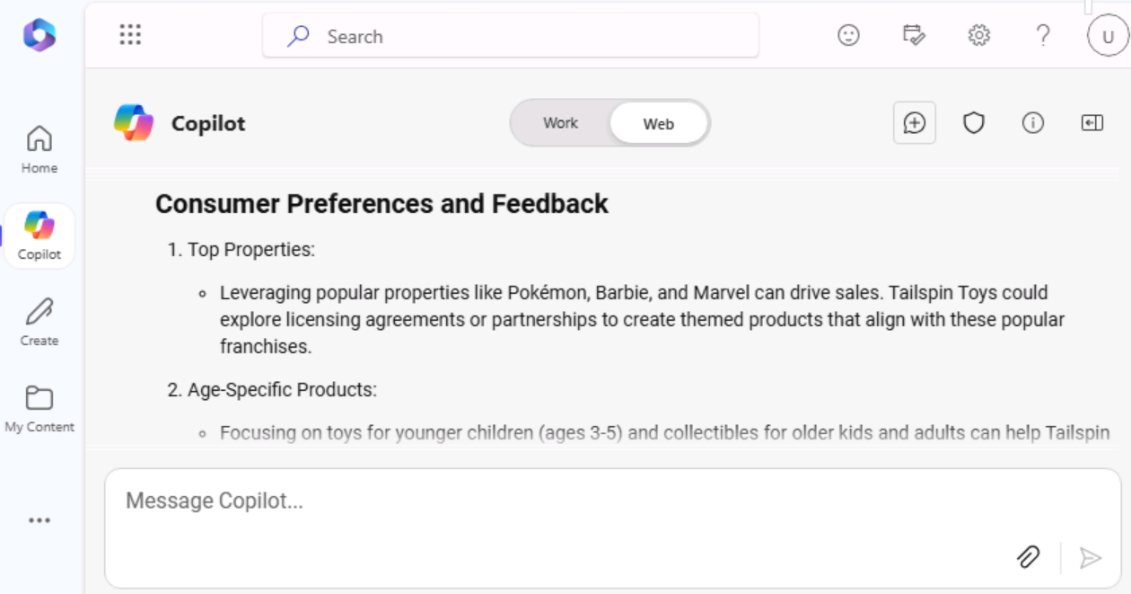 Search
U
Copilot
Work
Web
Home
Copilot
Create
My Content
Consumer Preferences and Feedback
1. Top Properties:
Leveraging popular properties like Pokémon, Barbie, and Marvel can drive sales. Tailspin Toys could
explore licensing agreements or partnerships to create themed products that align with these popular
franchises.
2. Age-Specific Products:
Focusing on toys for younger children (ages 3-5) and collectibles for older kids and adults can help Tailspin
Message Copilot...